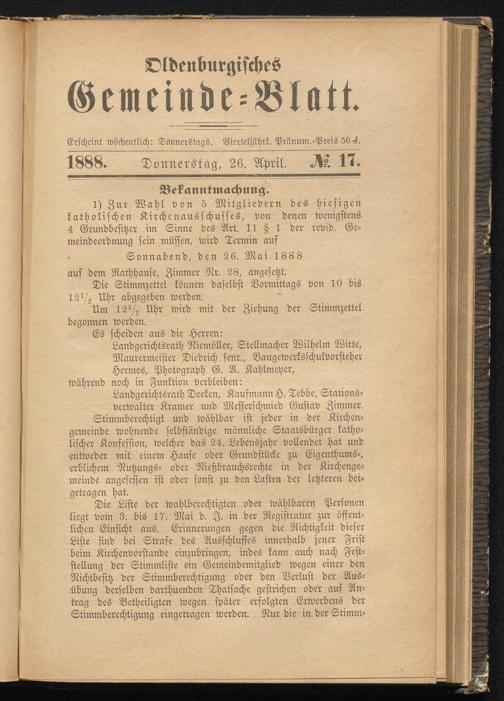 Oldenburgisches
Gemeinde-Blatt.
Erscheint wöchentlich: Donnerstags. Vierteljährl. Pränum.-Preis 50 ₰.
1888. Donnerstag, 26. April. № 17.
Bekanntmachung.
1) Zur Wahl von 5 Mitgliedern des hiesigen
katholischen Kirchenausschusses, von denen wenigstens
4 Grundbesitzer im Sinne des Art. 11 § 1 der revid. Ge-
meindeordnung sein müssen, wird Termin auf
Sonnabend, den 26. Mai 1888
auf dem Rathhause, Zimmer Nr. 28, angesetzt.
Die Stimmzettel können daselbst Vormittags von 10 bis
12 1/2 Uhr abgegeben werden.
Um 12 1/2 Uhr wird mit der Ziehung der Stimmzettel
begonnen werden.
Es scheiden aus die Herren:
Landgerichtsrath Niemöller, Stellmacher Wilhelm Witte,
Maurermeister Diedrich senr., Baugewerksschulvorsteher
Hermes, Photograph G. A. Kahlmeyer,
während noch in Funktion verbleiben:
Landgerichtsrath Decken, Kaufmann H. Tebbe, Stations-
verwalter Kramer und Messerschmied Gustav Zimmer.
Stimmberechtigt und wählbar ist jeder in der Kirchen-
gemeinde wohnende selbständige männliche Staatsbürger katho-
lischer Konfession, welcher das 24. Lebensjahr vollendet hat und
entweder mit einem Hause oder Grundstücke zu Eigenthums-,
erblichem Nutzungs- oder Nießbrauchsrechte in der Kirchenge-
meinde angesessen ist oder sonst zu den Lasten der letzteren bei-
getragen hat.
Die Liste der wahlberechtigten oder wählbaren Personen
liegt vom 3. bis 17. Mai d. J. in der Registratur zur öffent-
lichen Einsicht aus. Erinnerungen gegen die Richtigkeit dieser
Liste sind bei Strafe des Ausschlusses innerhalb jener Frist
beim Kirchenvorstande einzubringen, indes kann auch nach Fest-
stellung der Stimmliste ein Gemeindemitglied wegen einer den
Nichtbesitz der Stimmberechtigung oder den Verlust der Aus-
übung derselben darthuenden Thatsache gestrichen oder auf An-
trag des Betheiligten wegen später erfolgten Erwerbens der
Stimmberechtigung eingetragen werden. Nur die in der Stimm-